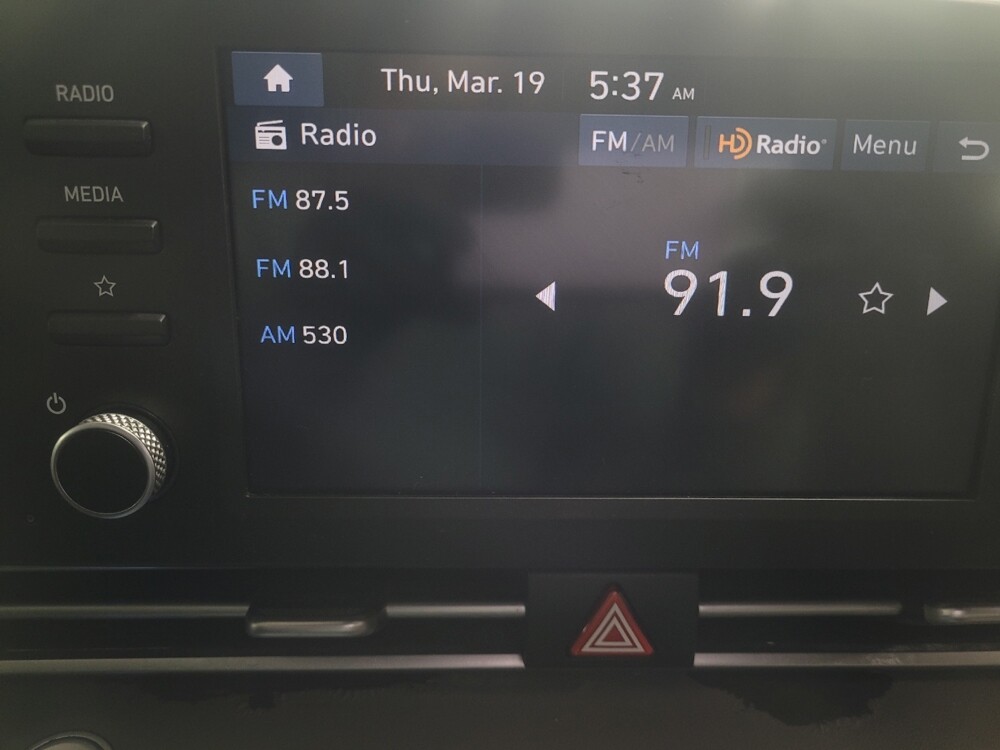 RADIO
MEDIA
Thu, Mar. 19 5:37 AM
Radio FM/AM HD Radio® Menu
FM 87.5
FM 88.1
AM 530
FM
91.9